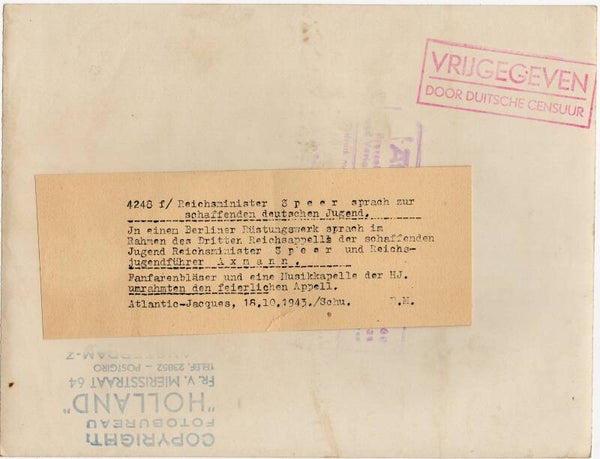 VRIJGEGEVEN
DOOR DUITSCHE CENSUUR
4248 f/ Reichsminister S p e e r sprach zur
schaffenden deutschen Jugend.
Jn einem Berliner Rüstungswerk sprach im
Rahmen des Dritten Reichsappells der schaffenden
Jugend Reichsminister S p e e r und Reichs-
jugendführer A x m a n n .
Fanfarenbläser und eine Musikkapelle der HJ.
umrahmten den feierlichen Appell.
Atlantic-Jacques, 18.10.1943./Schu. D.M.
COPYRIGHT:
FOTOBUREAU
"HOLLAND"
FR. V. MIERISSTRAAT 64
TELEF. 23852 – POSTGIRO
AMSTERDAM-Z